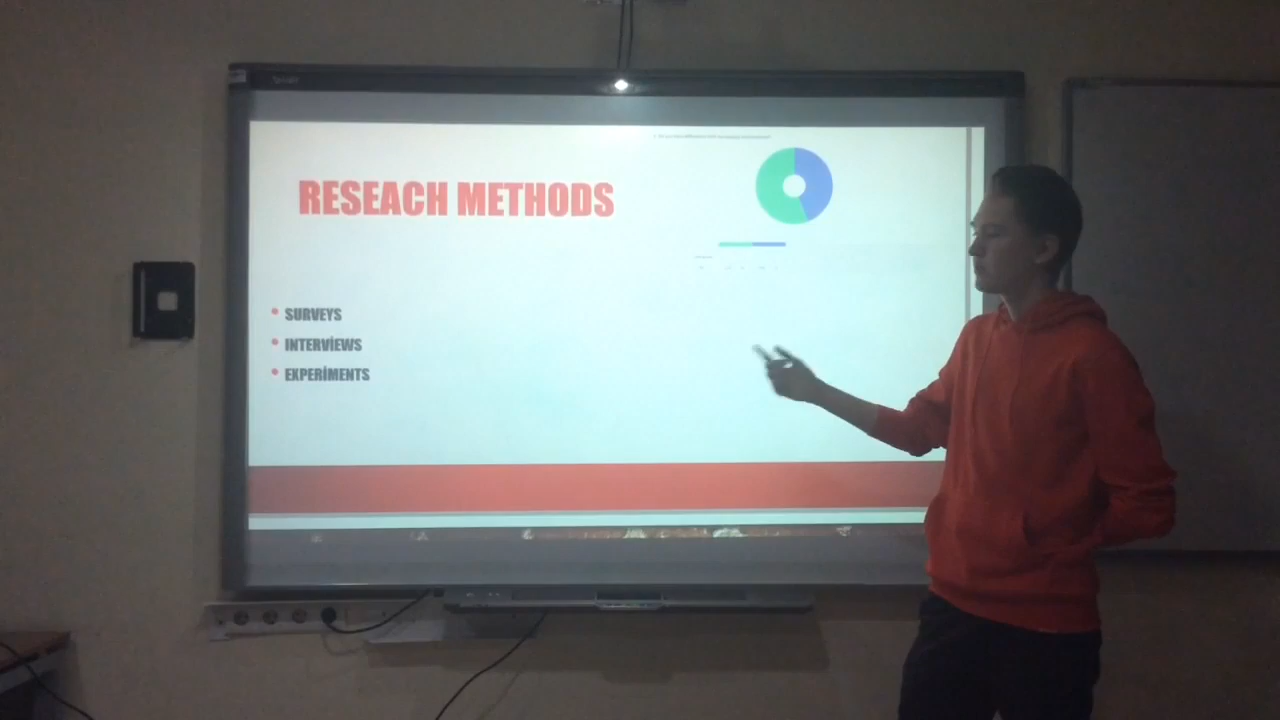 RESEACH METHODS
• SURVEYS
• INTERVİEWS
• EXPERİMENTS